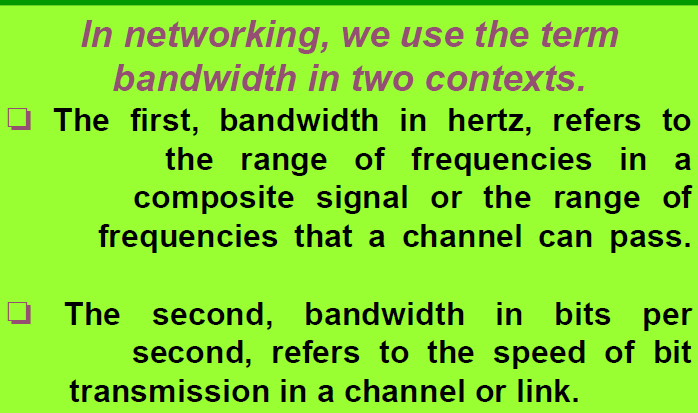 In networking, we use the term
bandwidth in two contexts.
❑ The first, bandwidth in hertz, refers to
the range of frequencies in a
composite signal or the range of
frequencies that a channel can pass.
❑ The second, bandwidth in bits per
second, refers to the speed of bit
transmission in a channel or link.